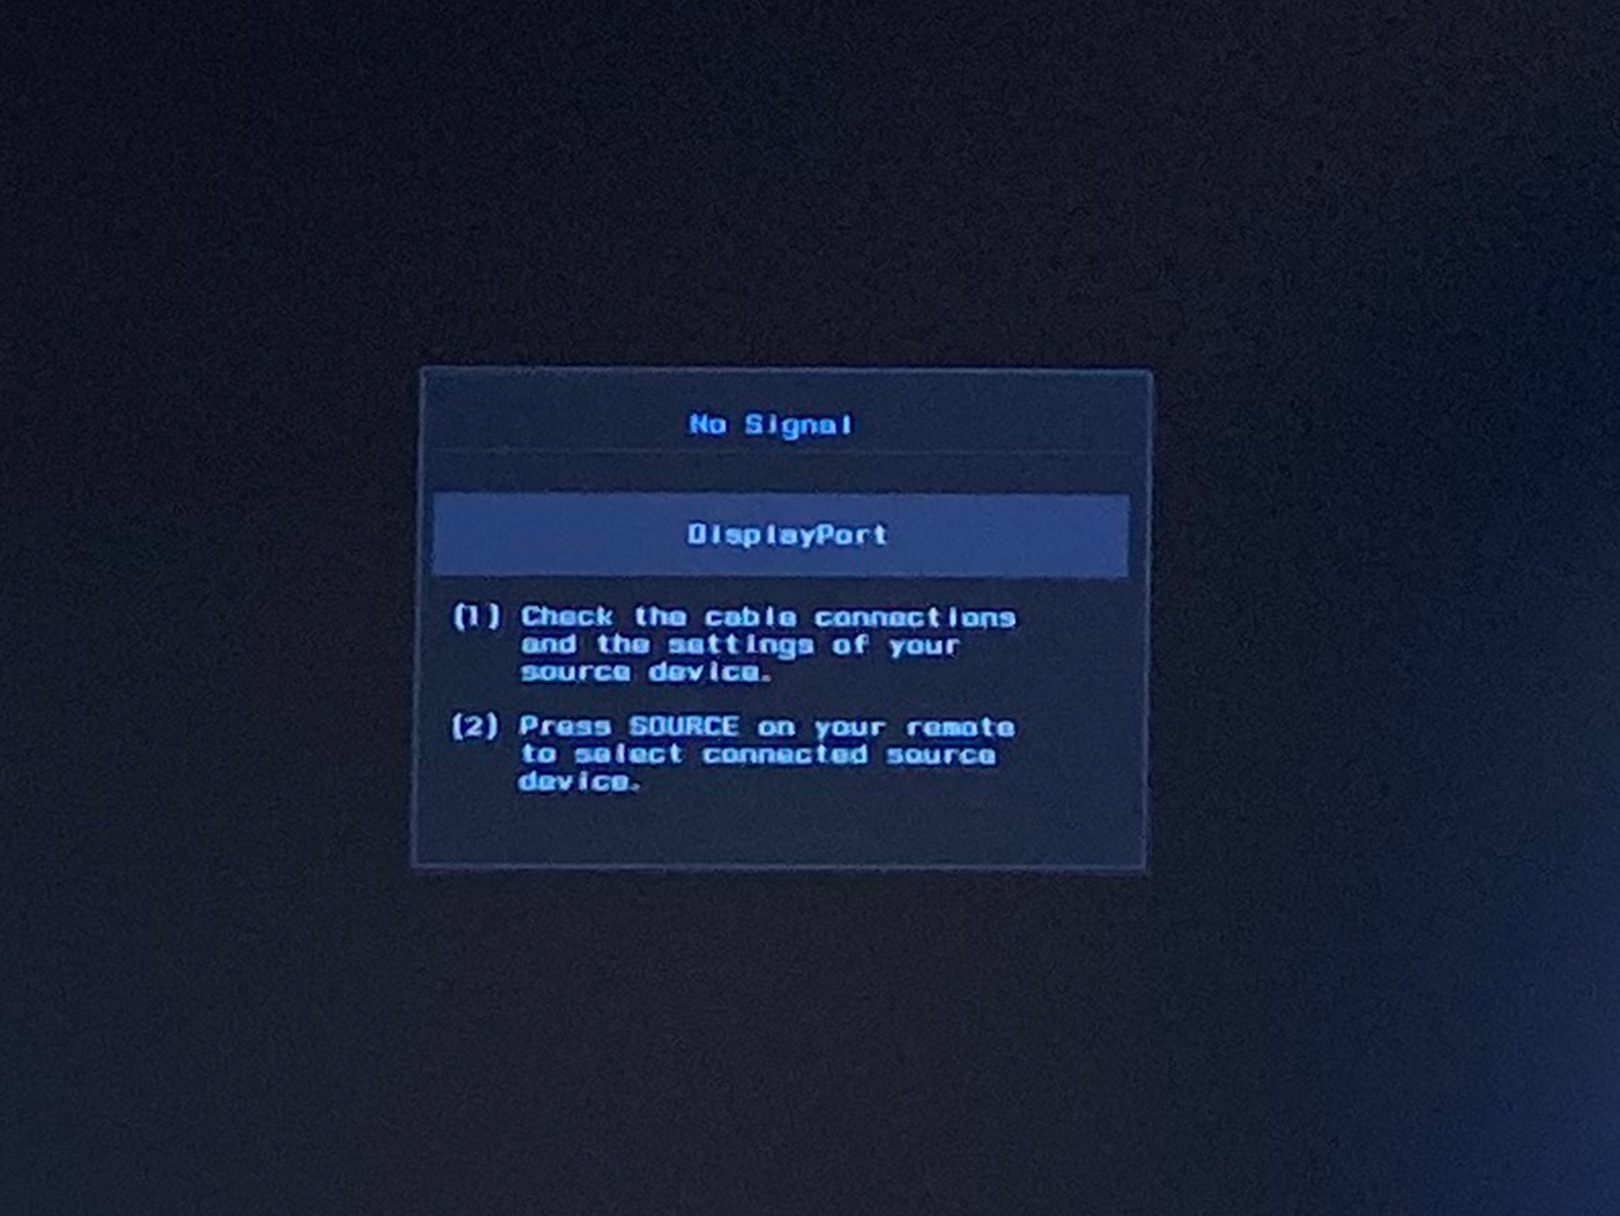 No Signal
DisplayPort
(1) Check the cable connections
and the settings of your
source device.
(2) Press SOURCE on your remote
to select connected source
device.